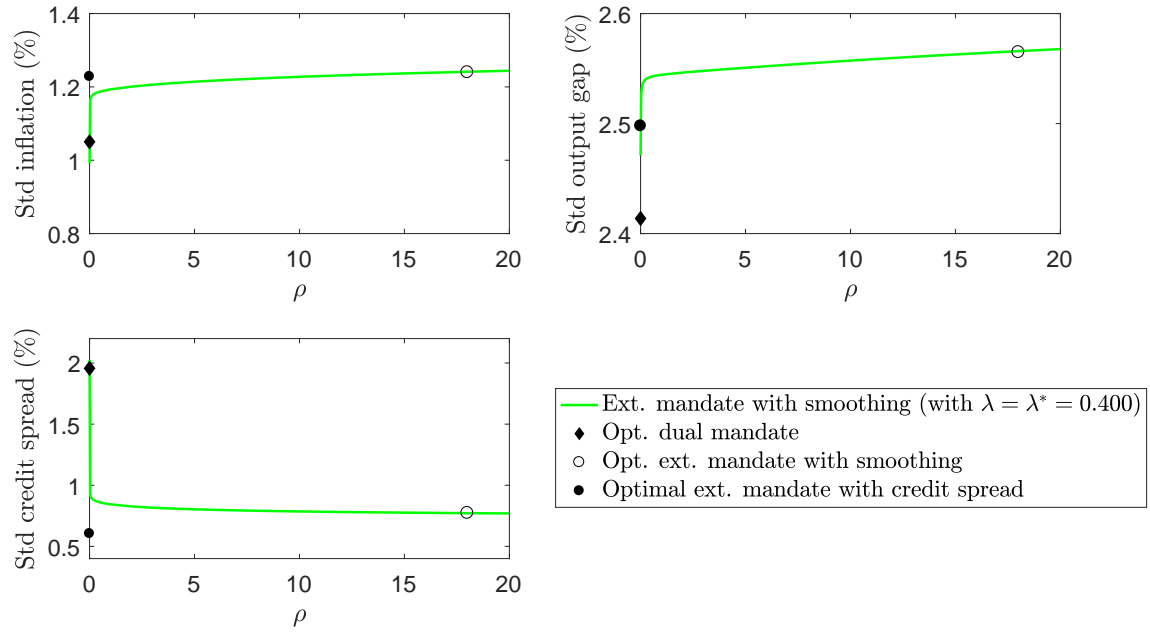 1.4
1.2
1
0.8
Std inflation (%)
0 5 10 15 20
ρ
2.6
2.5
2.4
Std output gap (%)
0 5 10 15 20
ρ
2
1.5
1
0.5
Std credit spread (%)
0 5 10 15 20
ρ
Ext. mandate with smoothing (with λ = λ* = 0.400)
Opt. dual mandate
Opt. ext. mandate with smoothing
Optimal ext. mandate with credit spread